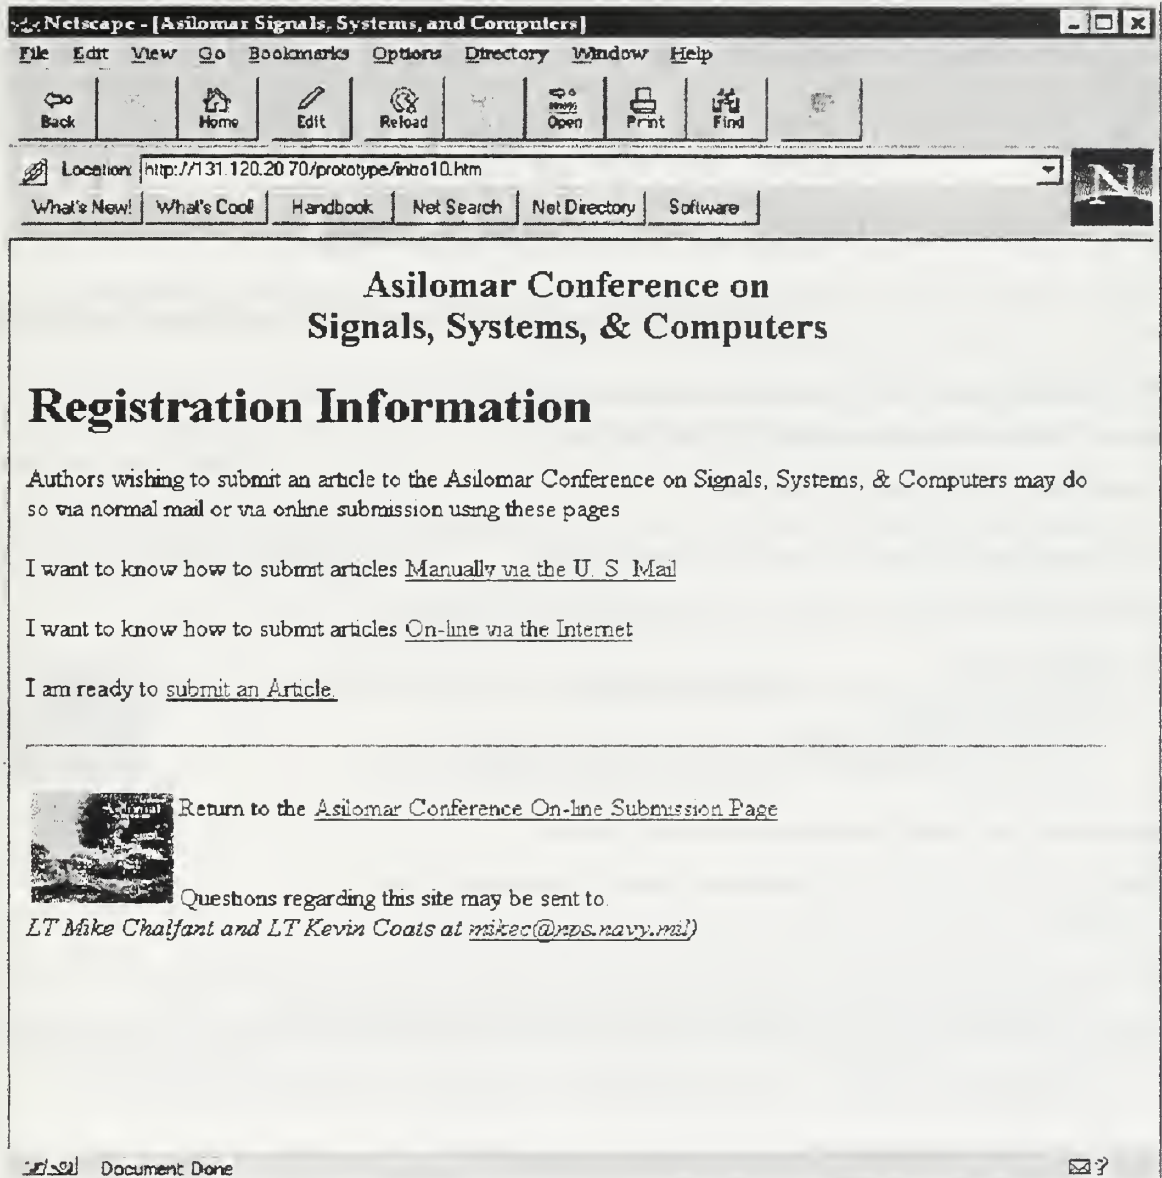 Netscape - [Asilomar Signals, Systems, and Computers]
File Edit View Go Bookmarks Options Directory Window Help
Back Home Edit Reload Open Print Find
Location: http://131.120.20.70/prototype/intro10.htm
N
What's New! What's Cool! Handbook Net Search Net Directory Software
Asilomar Conference on
Signals, Systems, & Computers
Registration Information
Authors wishing to submit an article to the Asilomar Conference on Signals, Systems, & Computers may do
so via normal mail or via online submission using these pages
I want to know how to submit articles Manually via the U. S. Mail
I want to know how to submit articles On-line via the Internet
I am ready to submit an Article.
Asilomar
Return to the Asilomar Conference On-line Submission Page
Questions regarding this site may be sent to.
LT Mike Chalfant and LT Kevin Coats at mikec@nps.navy.mil)
Document Done